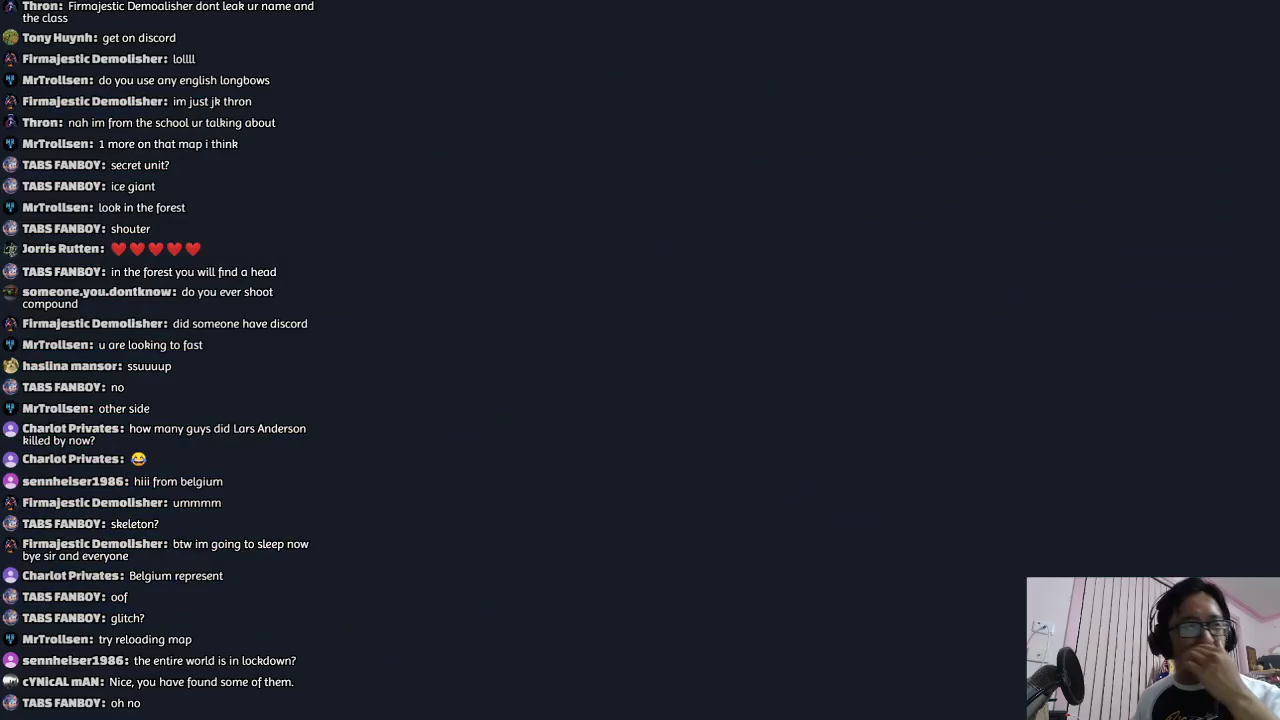 Thron: Firmajestic Demoalisher dont leak ur name and
the class
Tony Huynh: get on discord
Firmajestic Demolisher: lollll
MrTrollsen: do you use any english longbows
Firmajestic Demolisher: im just jk thron
Thron: nah im from the school ur talking about
MrTrollsen: 1 more on that map i think
TABS FANBOY: secret unit?
TABS FANBOY: ice giant
MrTrollsen: look in the forest
TABS FANBOY: shouter
Jorris Rutten: ❤️❤️❤️❤️❤️
TABS FANBOY: in the forest you will find a head
someone.you.dontknow: do you ever shoot
compound
Firmajestic Demolisher: did someone have discord
MrTrollsen: u are looking to fast
haslina mansor: ssuuuup
TABS FANBOY: no
MrTrollsen: other side
Charlot Privates: how many guys did Lars Anderson
killed by now?
Charlot Privates: 😂
sennheiser1986: hiii from belgium
Firmajestic Demolisher: ummmm
TABS FANBOY: skeleton?
Firmajestic Demolisher: btw im going to sleep now
bye sir and everyone
Charlot Privates: Belgium represent
TABS FANBOY: oof
TABS FANBOY: glitch?
MrTrollsen: try reloading map
sennheiser1986: the entire world is in lockdown?
cYNicAL mAN: Nice, you have found some of them.
TABS FANBOY: oh no